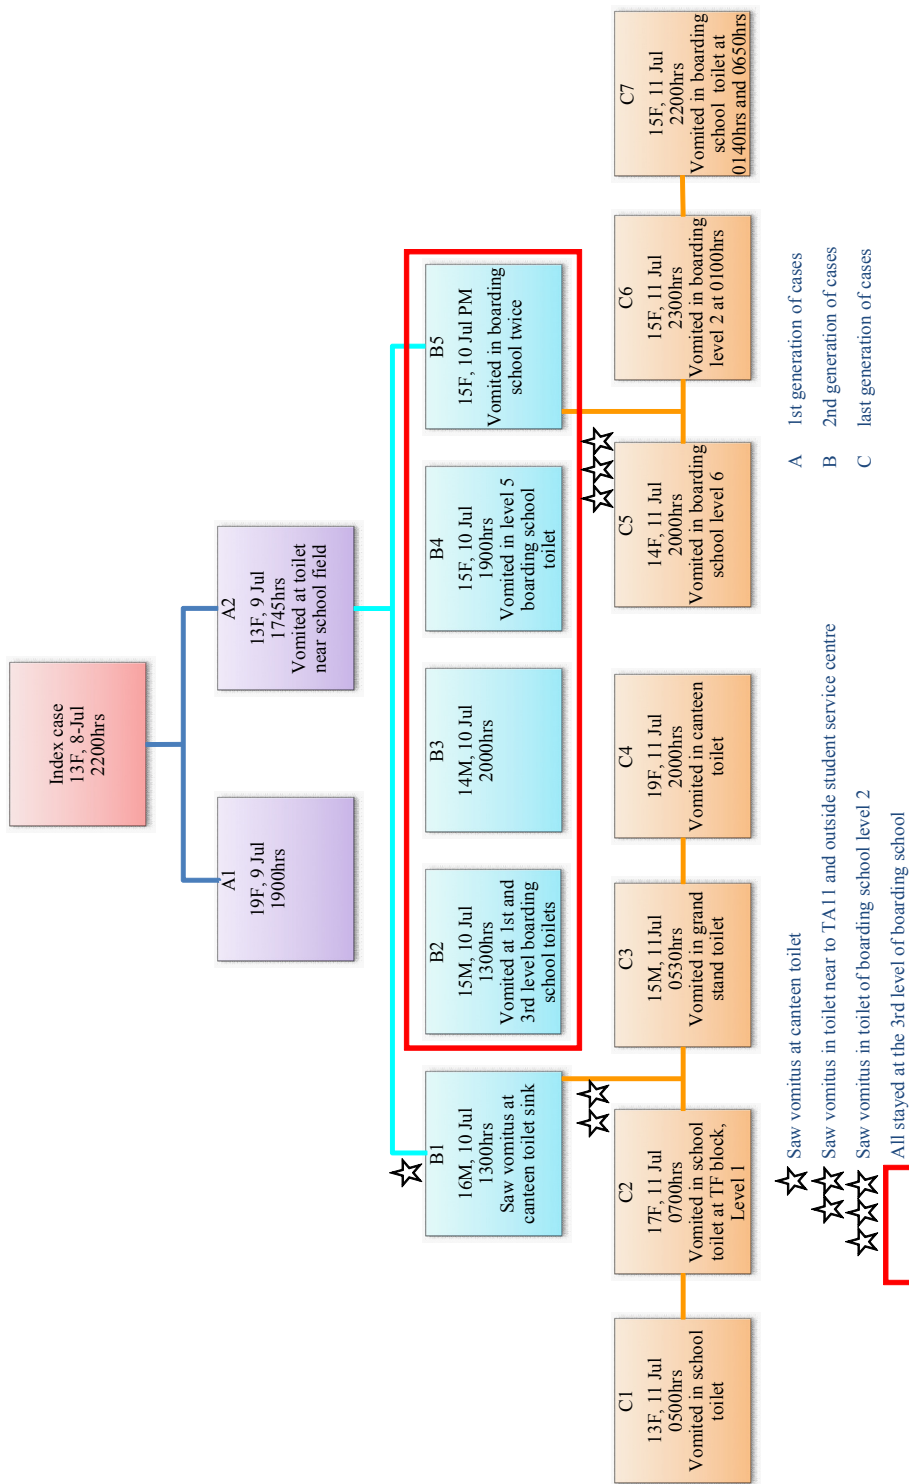 Index case
13F, 8-Jul
2200hrs
A1
19F, 9 Jul
1900hrs
A2
13F, 9 Jul
1745hrs
Vomited at toilet
near school field
B1
16M, 10 Jul
1300hrs
Saw vomitus at
canteen toilet sink
B2
15M, 10 Jul
1300hrs
Vomited at 1st and
3rd level boarding
school toilets
B3
14M, 10 Jul
2000hrs
B4
15F, 10 Jul
1900hrs
Vomited in level 5
boarding school
toilet
B5
15F, 10 Jul PM
Vomited in boarding
school twice
C1
13F, 11 Jul
0500hrs
Vomited in school
toilet
C2
17F, 11 Jul
0700hrs
Vomited in school
toilet at TF block,
Level 1
C3
15M, 11Jul
0530hrs
Vomited in grand
stand toilet
C4
19F, 11 Jul
2000hrs
Vomited in canteen
toilet
C5
14F, 11 Jul
2000hrs
Vomited in boarding
school level 6
C6
15F, 11 Jul
2300hrs
Vomited in boarding
level 2 at 0100hrs
C7
15F, 11 Jul
2200hrs
Vomited in boarding
school toilet at
0140hrs and 0650hrs
Saw vomitus at canteen toilet
Saw vomitus in toilet near to TA11 and outside student service centre
Saw vomitus in toilet of boarding school level 2
All stayed at the 3rd level of boarding school
A 1st generation of cases
B 2nd generation of cases
C last generation of cases